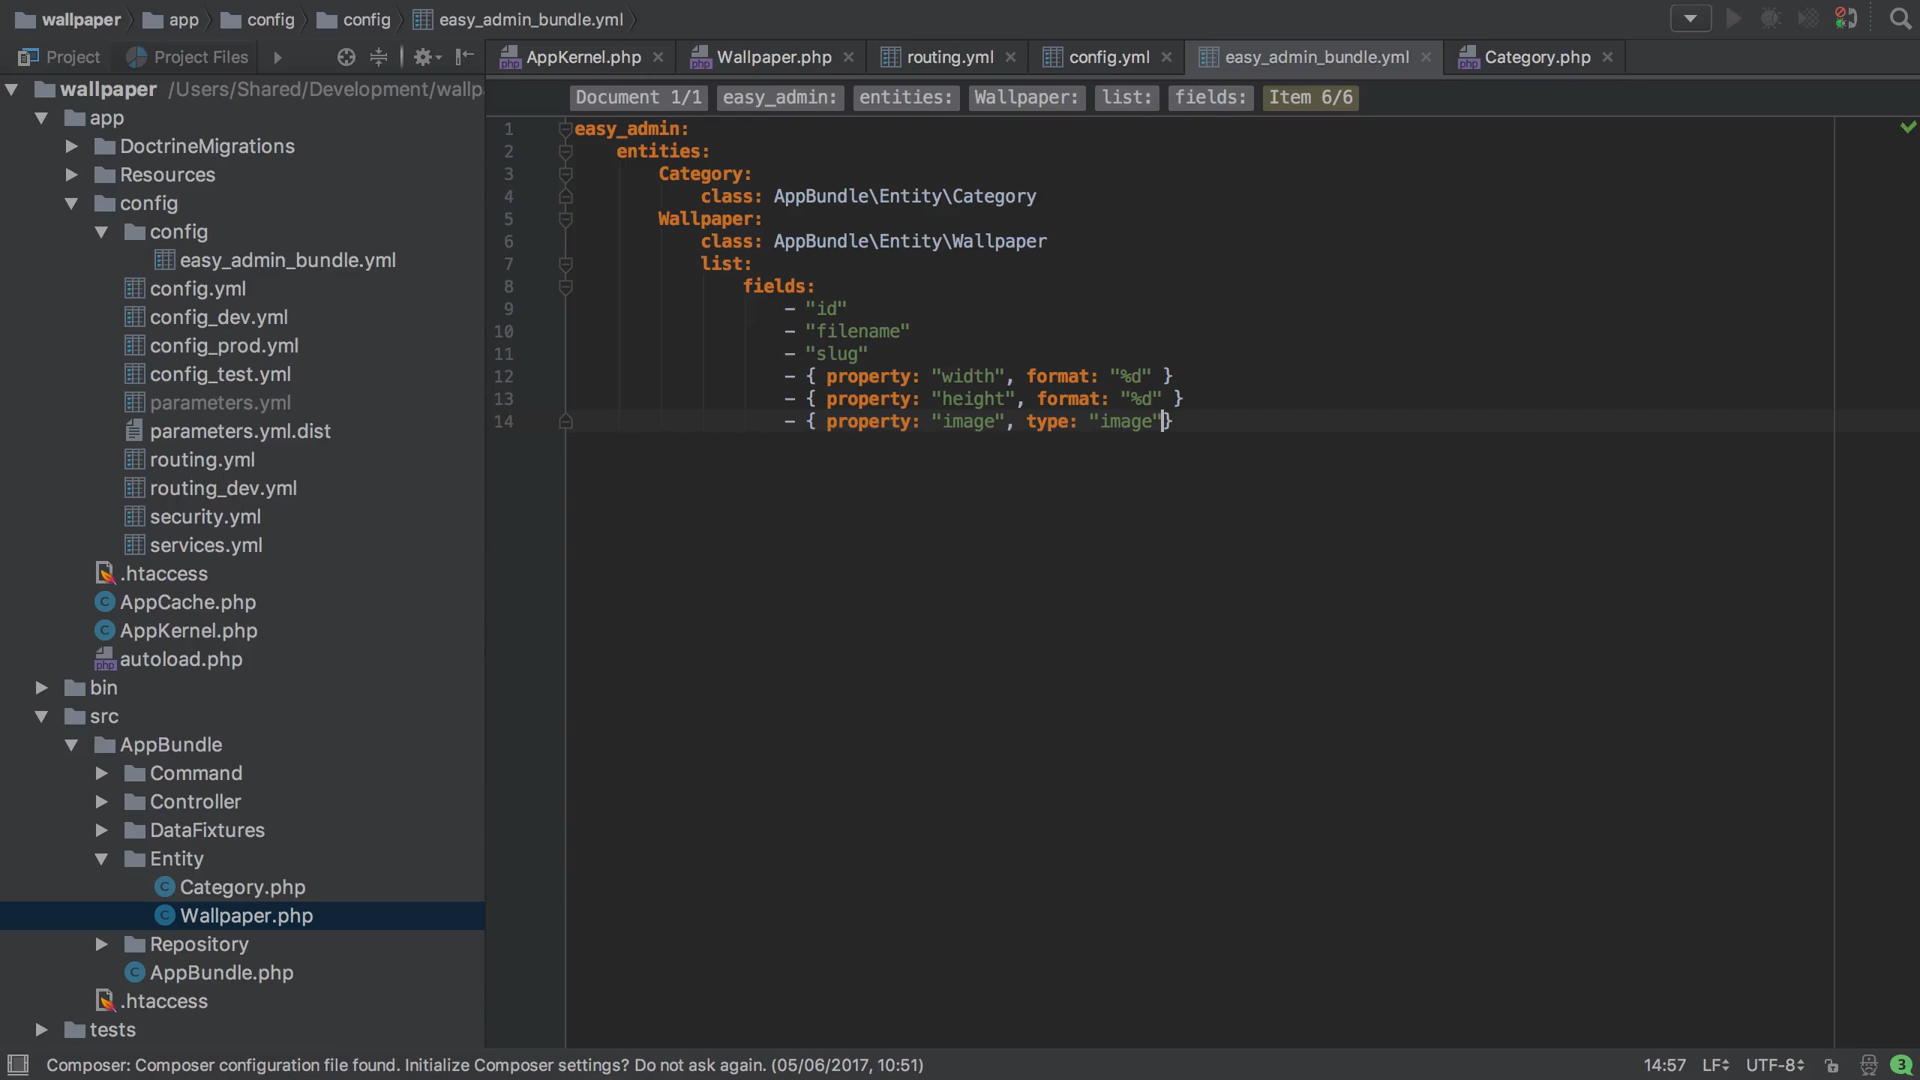 wallpaper app config config easy_admin_bundle.yml
Project Project Files
AppKernel.php Wallpaper.php routing.yml config.yml easy_admin_bundle.yml Category.php
Document 1/1 easy_admin: entities: Wallpaper: list: fields: Item 6/6
wallpaper /Users/Shared/Development/wallp
app
DoctrineMigrations
Resources
config
config
easy_admin_bundle.yml
config.yml
config_dev.yml
config_prod.yml
config_test.yml
parameters.yml
parameters.yml.dist
routing.yml
routing_dev.yml
security.yml
services.yml
.htaccess
AppCache.php
AppKernel.php
autoload.php
bin
src
AppBundle
Command
Controller
DataFixtures
Entity
Category.php
Wallpaper.php
Repository
AppBundle.php
.htaccess
tests
1 easy_admin:
2 entities:
3 Category:
4 class: AppBundle\Entity\Category
5 Wallpaper:
6 class: AppBundle\Entity\Wallpaper
7 list:
8 fields:
9 - "id"
10 - "filename"
11 - "slug"
12 - { property: "width", format: "%d" }
13 - { property: "height", format: "%d" }
14 - { property: "image", type: "image"}
Composer: Composer configuration file found. Initialize Composer settings? Do not ask again. (05/06/2017, 10:51) 14:57 LF UTF-8 3